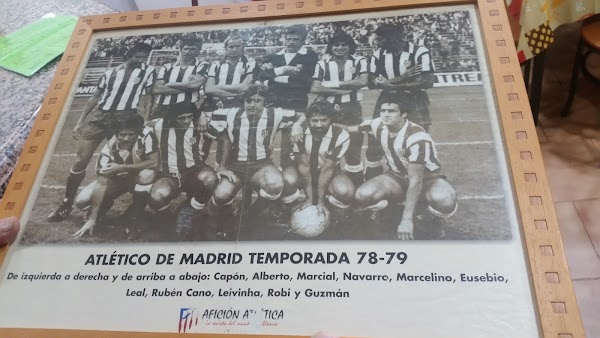 ATLÉTICO DE MADRID TEMPORADA 78-79
De izquierda a derecha y de arriba a abajo: Capón, Alberto, Marcial, Navarro, Marcelino, Eusebio,
Leal, Rubén Cano, Leivinha, Robi y Guzmán
AFICIÓN